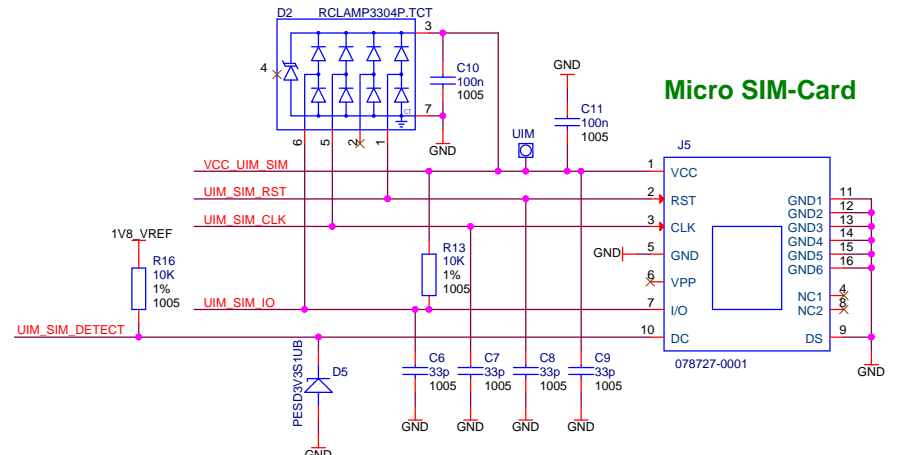 D2 RCLAMP3304P.TCT
3
4
C10
100n
1005
7
CT
GND
6 5 2 1
GND
C11
100n
1005
Micro SIM-Card
UIM
J5
VCC_UIM_SIM
1 VCC
UIM_SIM_RST
2 RST
UIM_SIM_CLK
3 CLK
GND
5 GND
6 VPP
UIM_SIM_IO
7 I/O
UIM_SIM_DETECT
10 DC
GND1 11
GND2 12
GND3 13
GND4 14
GND5 15
GND6 16
NC1 4
NC2 8
DS 9
GND
078727-0001
1V8_VREF
R16
10K
1%
1005
R13
10K
1%
1005
PESD3V3S1UB
D5
GND
C6
33p
1005
GND
C7
33p
1005
GND
C8
33p
1005
GND
C9
33p
1005
GND